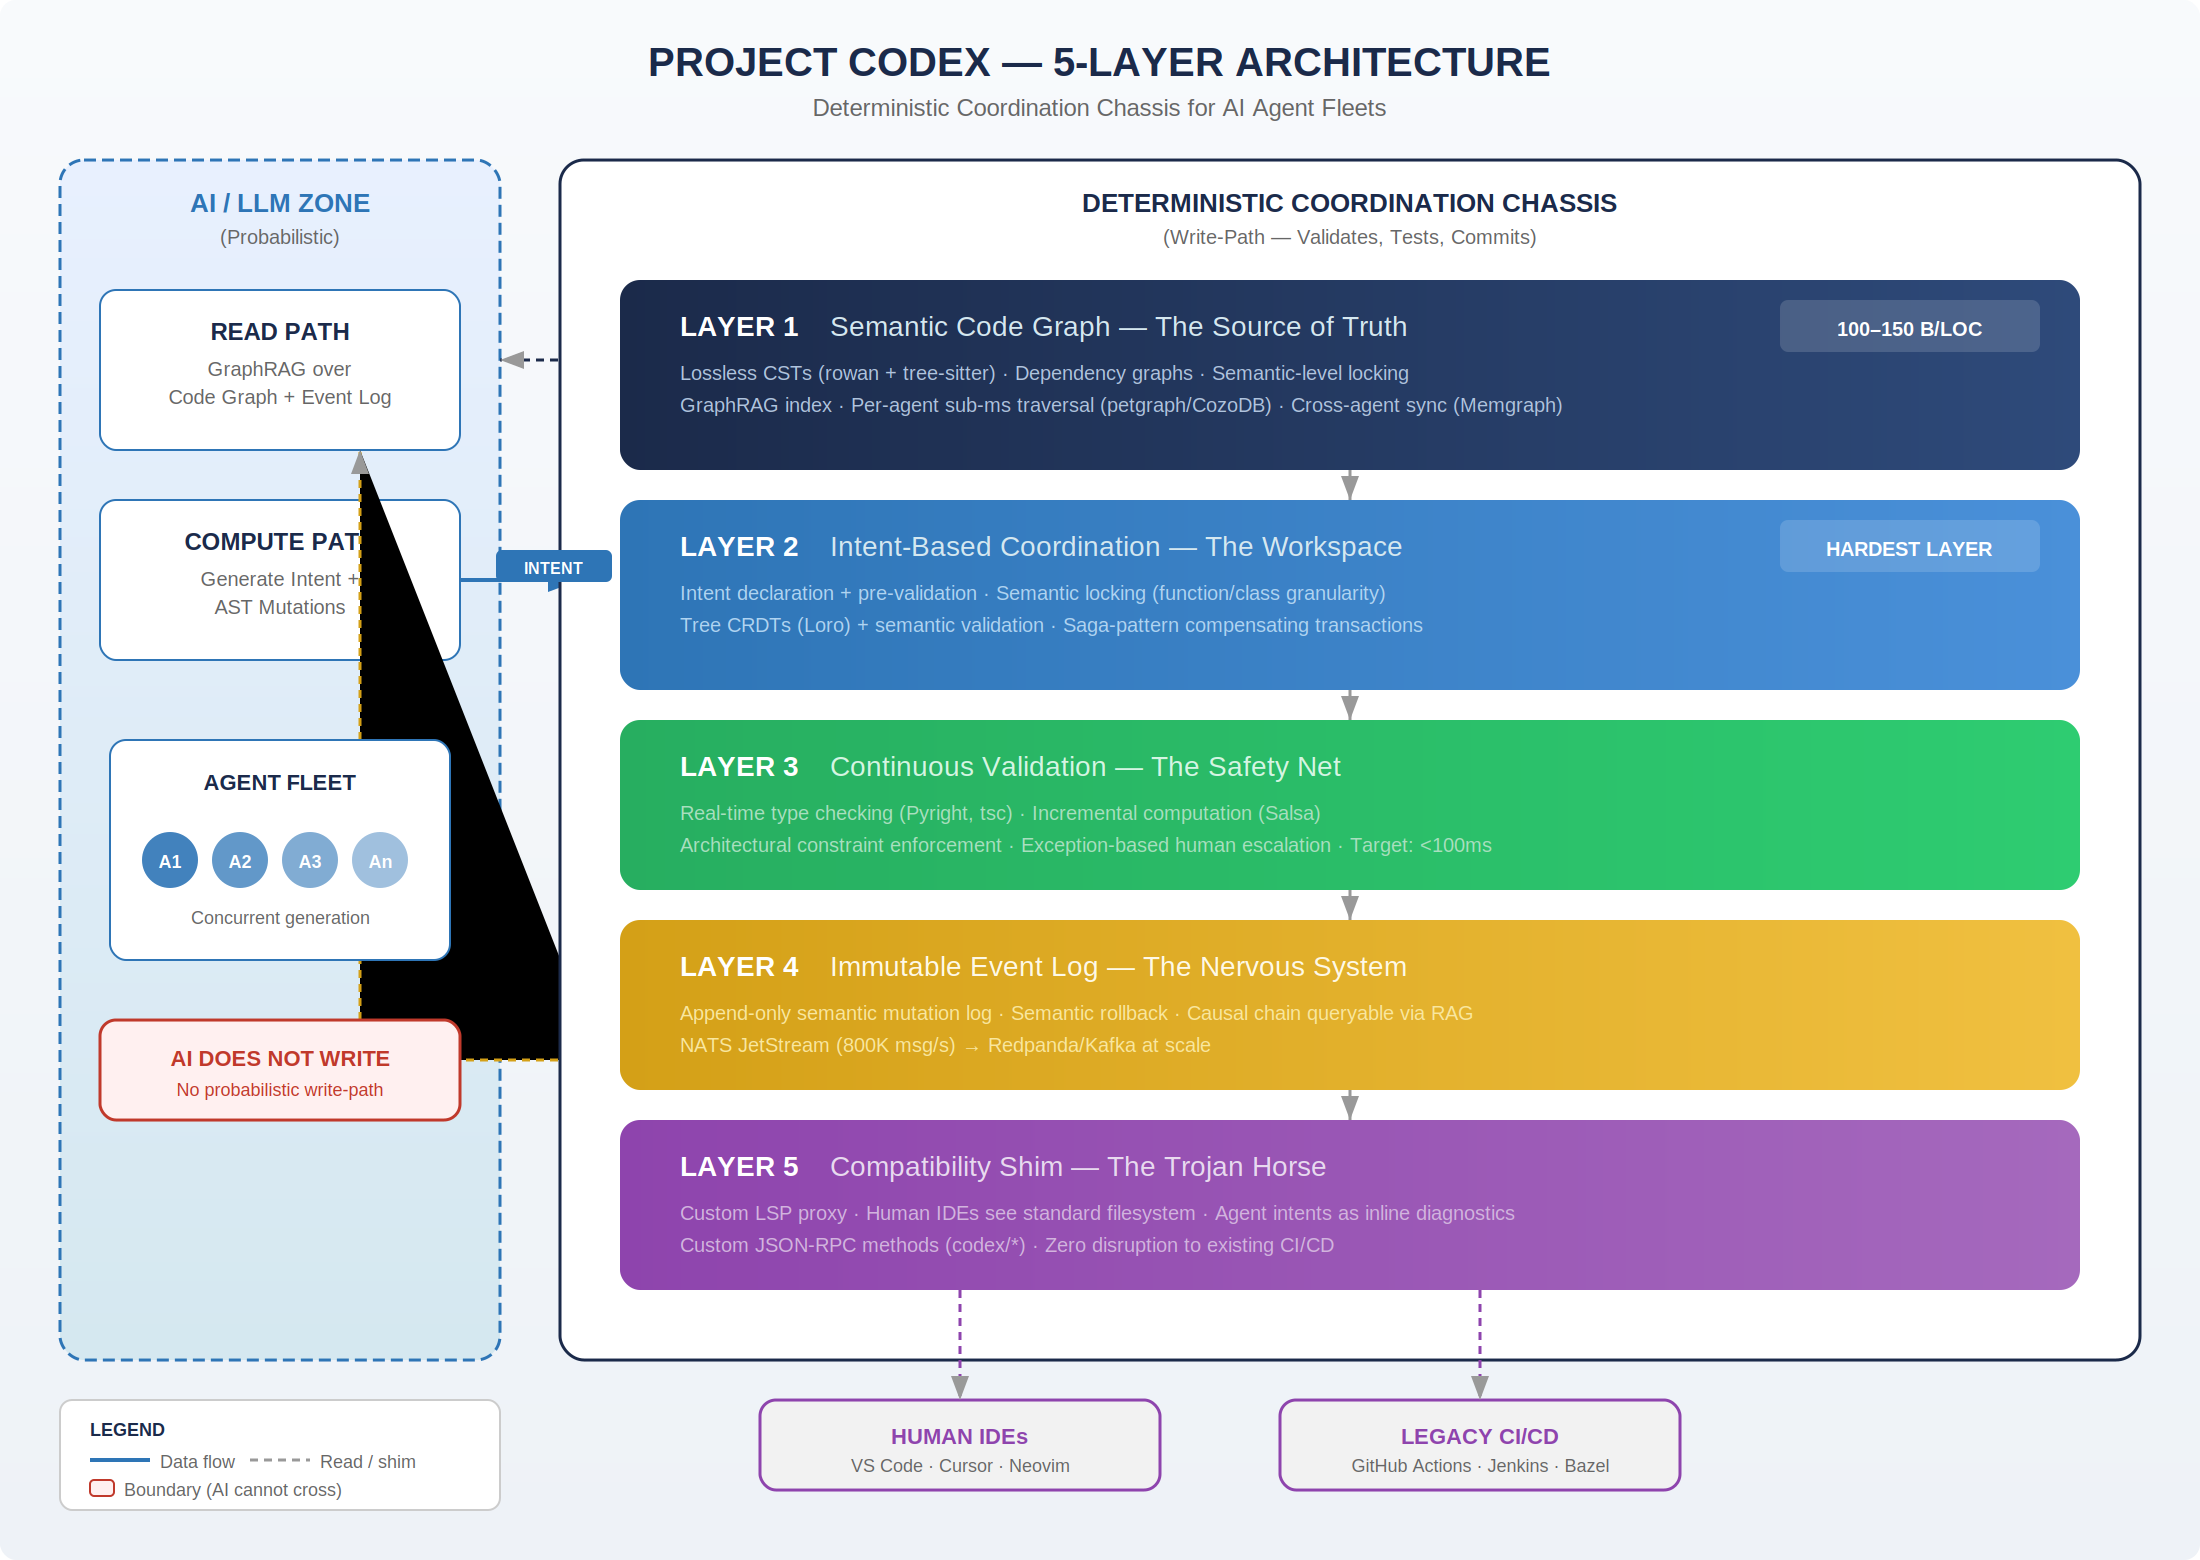 PROJECT CODEX — 5-LAYER ARCHITECTURE
Deterministic Coordination Chassis for AI Agent Fleets
AI / LLM ZONE
(Probabilistic)
READ PATH
GraphRAG over
Code Graph + Event Log
COMPUTE PAT
Generate Intent +
AST Mutations
AGENT FLEET
A1 A2 A3 An
Concurrent generation
AI DOES NOT WRITE
No probabilistic write-path
INTENT
DETERMINISTIC COORDINATION CHASSIS
(Write-Path — Validates, Tests, Commits)
LAYER 1 Semantic Code Graph — The Source of Truth
100–150 B/LOC
Lossless CSTs (rowan + tree-sitter) · Dependency graphs · Semantic-level locking
GraphRAG index · Per-agent sub-ms traversal (petgraph/CozoDB) · Cross-agent sync (Memgraph)
LAYER 2 Intent-Based Coordination — The Workspace
HARDEST LAYER
Intent declaration + pre-validation · Semantic locking (function/class granularity)
Tree CRDTs (Loro) + semantic validation · Saga-pattern compensating transactions
LAYER 3 Continuous Validation — The Safety Net
Real-time type checking (Pyright, tsc) · Incremental computation (Salsa)
Architectural constraint enforcement · Exception-based human escalation · Target: <100ms
LAYER 4 Immutable Event Log — The Nervous System
Append-only semantic mutation log · Semantic rollback · Causal chain queryable via RAG
NATS JetStream (800K msg/s) → Redpanda/Kafka at scale
LAYER 5 Compatibility Shim — The Trojan Horse
Custom LSP proxy · Human IDEs see standard filesystem · Agent intents as inline diagnostics
Custom JSON-RPC methods (codex/*) · Zero disruption to existing CI/CD
HUMAN IDEs
VS Code · Cursor · Neovim
LEGACY CI/CD
GitHub Actions · Jenkins · Bazel
LEGEND
Data flow Read / shim
Boundary (AI cannot cross)